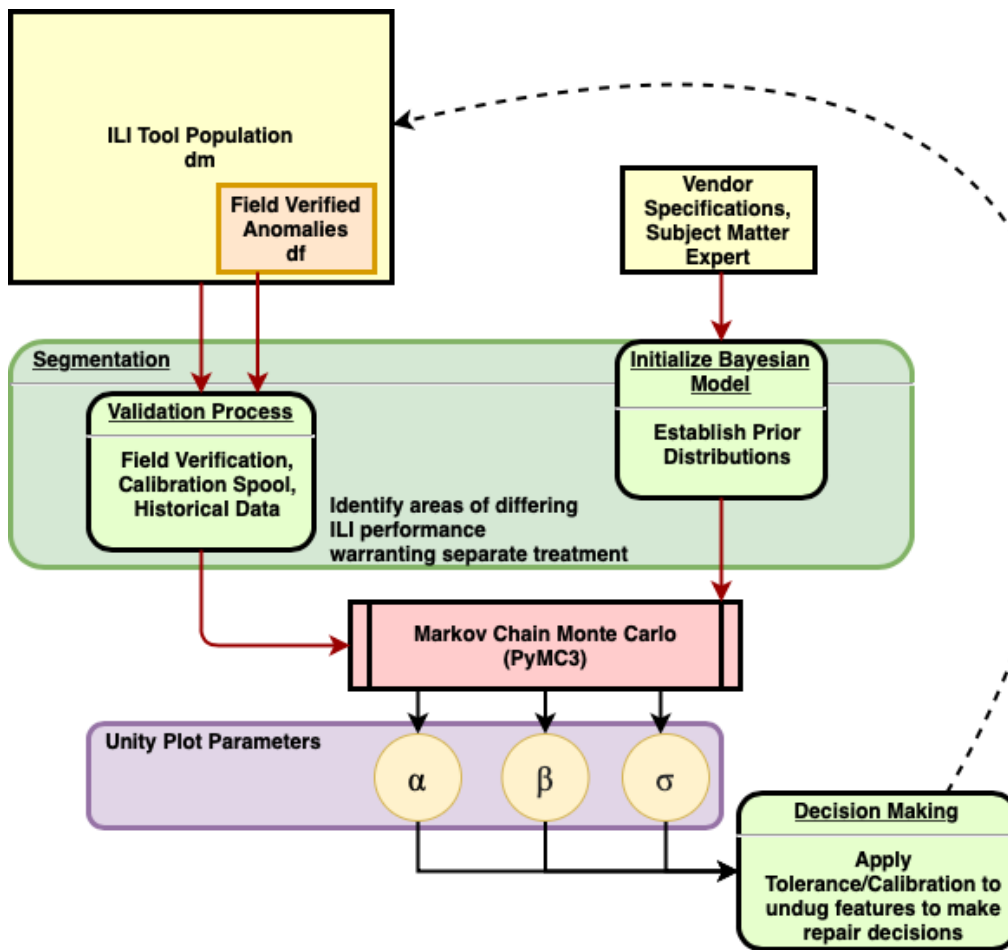 ILI Tool Population
dm
Field Verified
Anomalies
df
Vendor
Specifications,
Subject Matter
Expert
Segmentation
Initialize Bayesian
Model
Establish Prior
Distributions
Validation Process
Field Verification,
Calibration Spool,
Historical Data
Identify areas of differing
ILI performance
warranting separate treatment
Markov Chain Monte Carlo
(PyMC3)
Unity Plot Parameters
α
β
σ
Decision Making
Apply
Tolerance/Calibration to
undug features to make
repair decisions